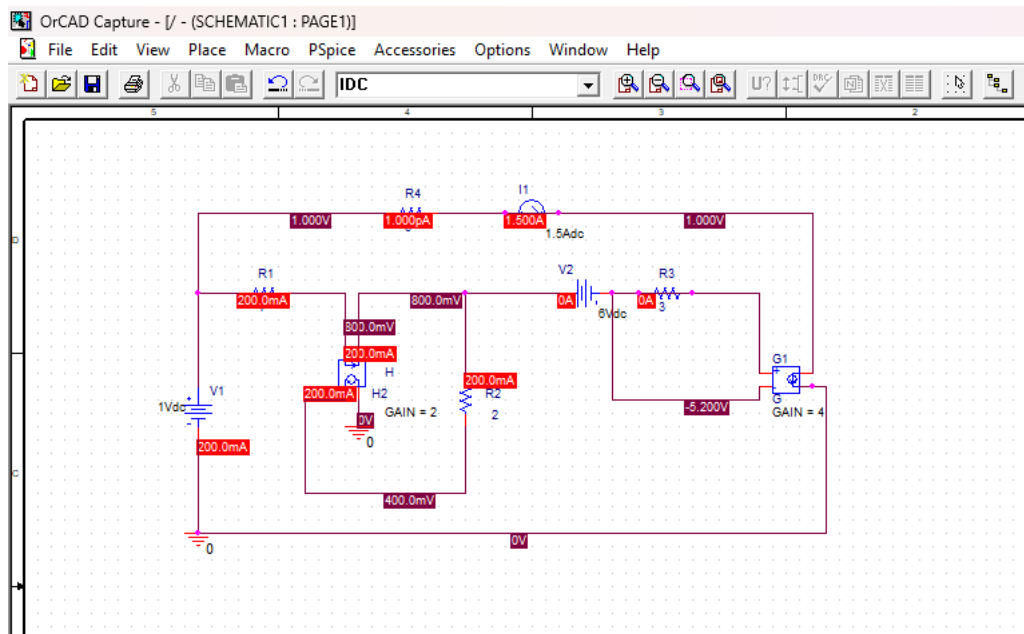 OrCAD Capture - [/ - (SCHEMATIC1 : PAGE1)]
File Edit View Place Macro PSpice Accessories Options Window Help
IDC
U?
DRC
5 4 3 2
R4 I1
1.000V 1.000pA 1.500A 1.000V
1.5Adc
R1 V2 R3
200.0mA 800.0mV 0A 0A
6Vdc 3
800.0mV
200.0mA G1
H 200.0mA
200.0mA H2 R2
V1
1Vdc GAIN = 2 2 -5.200V G
0V GAIN = 4
0
200.0mA
400.0mV
0V
0
D
C